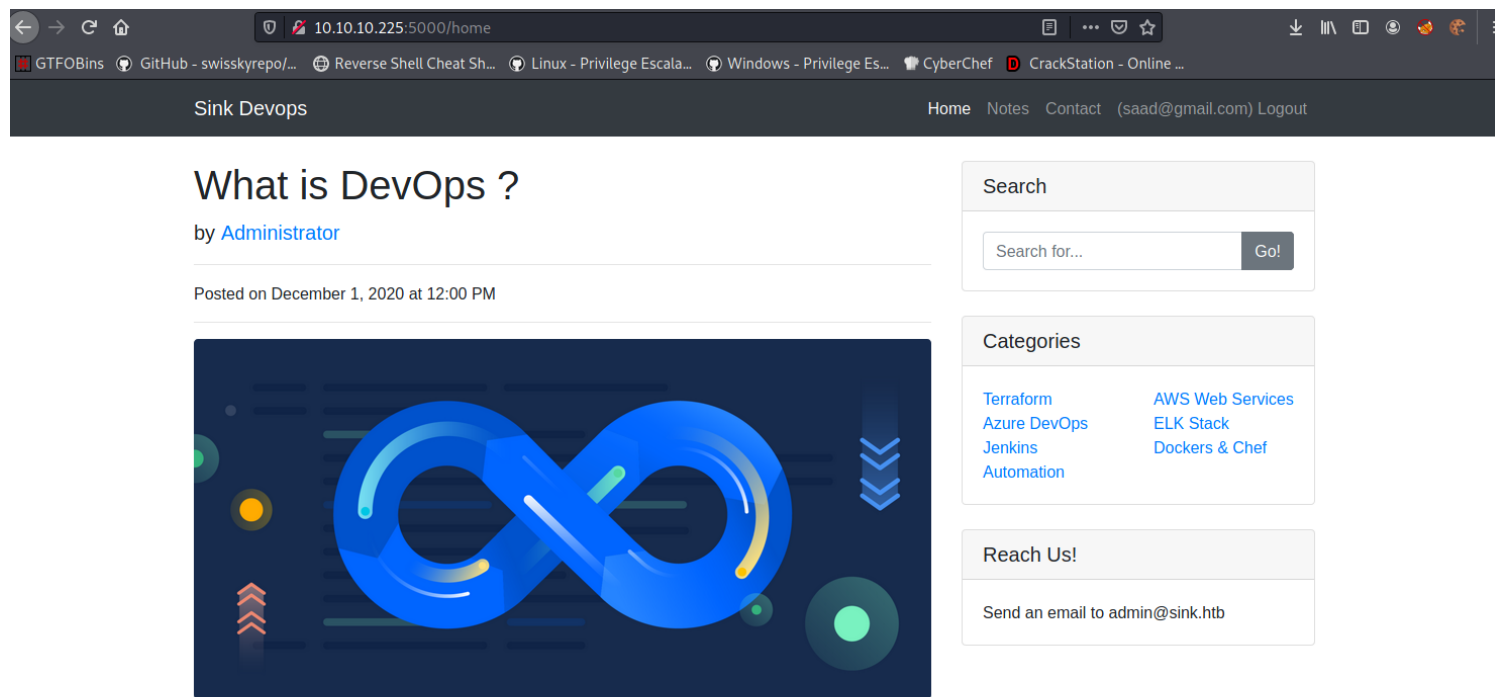 10.10.10.225:5000/home
GTFOBins GitHub - swisskyrepo/... Reverse Shell Cheat Sh... Linux - Privilege Escala... Windows - Privilege Es... CyberChef CrackStation - Online ...
Sink Devops Home Notes Contact (saad@gmail.com) Logout
What is DevOps ?
by Administrator
Posted on December 1, 2020 at 12:00 PM
Search
Search for... Go!
Categories
Terraform AWS Web Services
Azure DevOps ELK Stack
Jenkins Dockers & Chef
Automation
Reach Us!
Send an email to admin@sink.htb